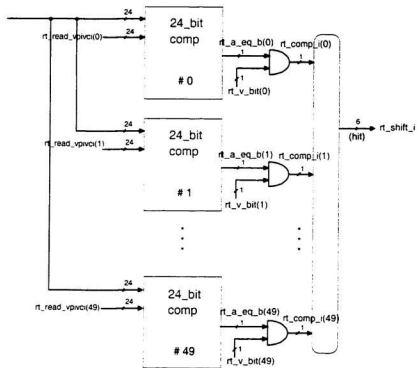 24
24_bit
comp
# 0
rt_read_vpivci(0)
24
rt_a_eq_b(0)
1
rt_comp_i(0)
1
1
rt_v_bit(0)
6
(hit)
rt_shift_i
24
24_bit
comp
# 1
rt_read_vpivci(1)
24
rt_a_eq_b(1)
1
rt_comp_i(1)
1
1
rt_v_bit(1)
24
24_bit
comp
# 49
rt_read_vpivci(49)
24
rt_a_eq_b(49)
1
rt_comp_i(49)
1
1
rt_v_bit(49)